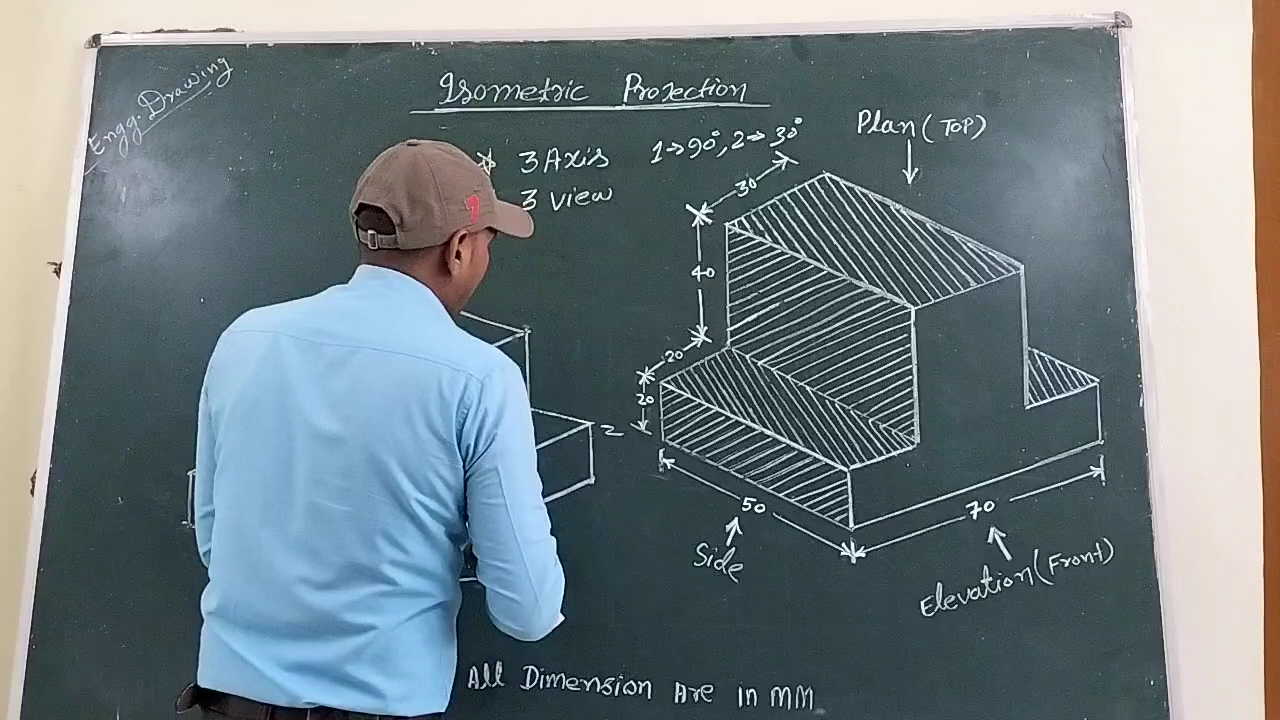 Engg. Drawing
Isometric Projection
3 Axis 1→90°, 2→30°
3 view
Plan (TOP)
30
40
20
20
2
50
70
Side
Elevation (Front)
All Dimension Are in MM